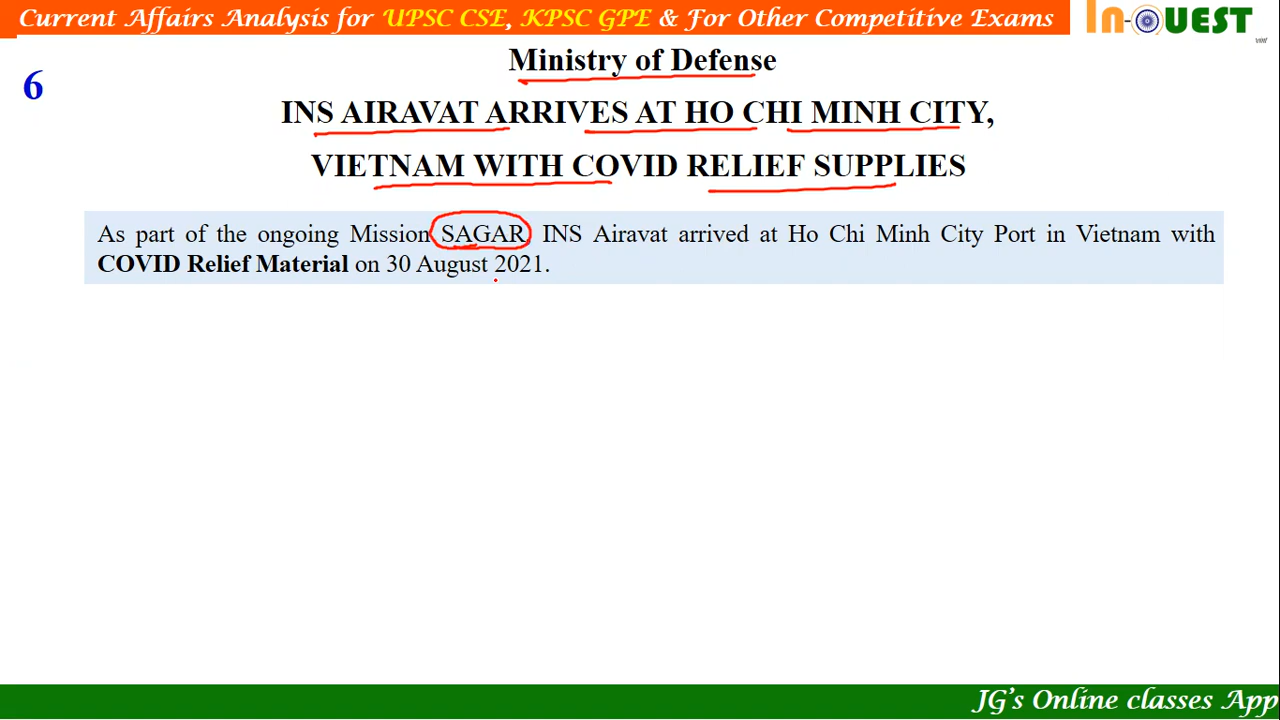 Current Affairs Analysis for UPSC CSE, KPSC GPE & For Other Competitive Exams
In-QUEST
6
Ministry of Defense
INS AIRAVAT ARRIVES AT HO CHI MINH CITY,
VIETNAM WITH COVID RELIEF SUPPLIES
As part of the ongoing Mission SAGAR, INS Airavat arrived at Ho Chi Minh City Port in Vietnam with
COVID Relief Material on 30 August 2021.
JG's Online classes App